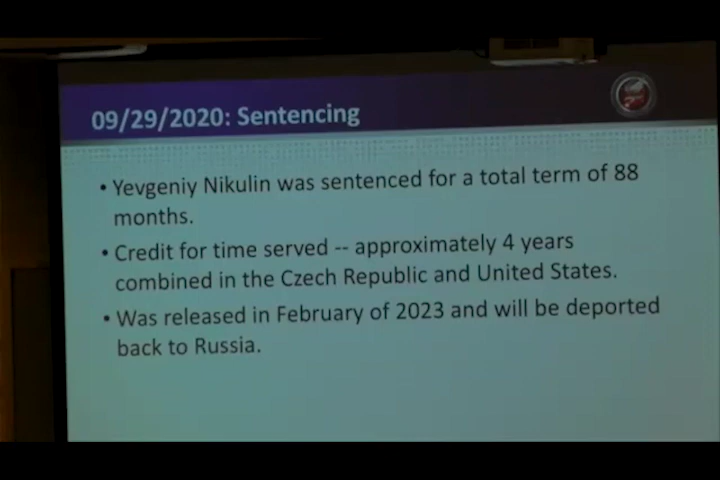 09/29/2020: Sentencing
• Yevgeniy Nikulin was sentenced for a total term of 88
months.
• Credit for time served -- approximately 4 years
combined in the Czech Republic and United States.
• Was released in February of 2023 and will be deported
back to Russia.